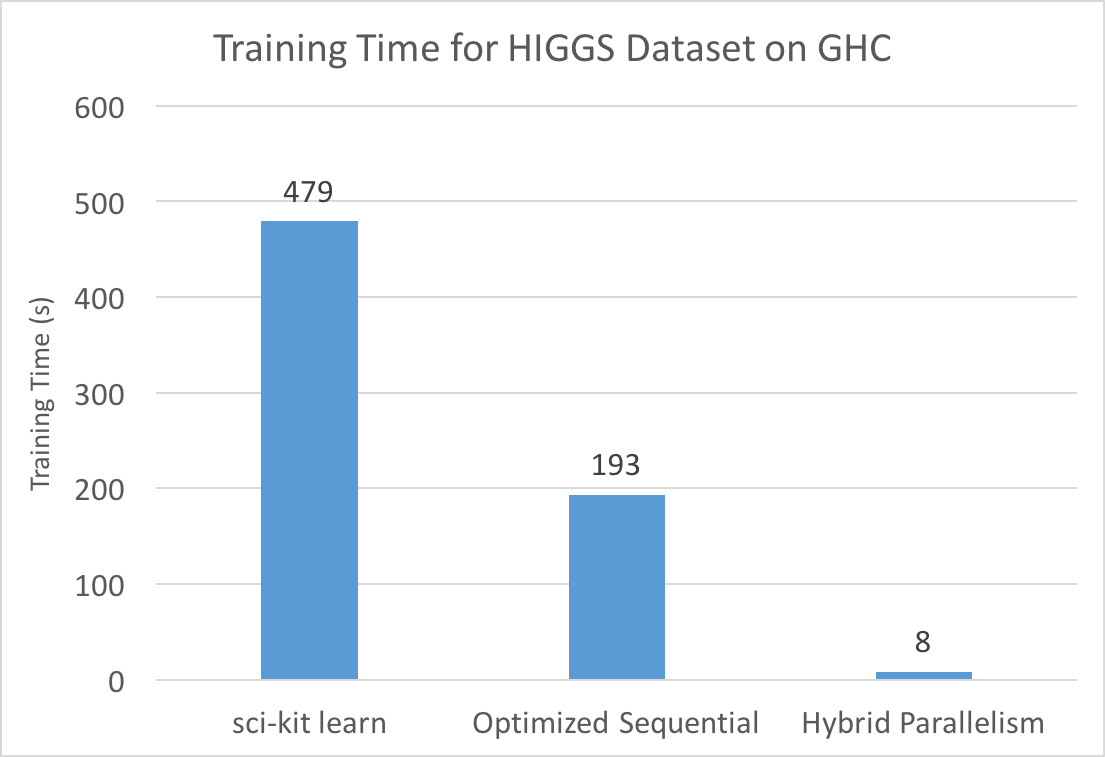 Training Time for HIGGS Dataset on GHC
600
500
400
300
200
100
0
Training Time (s)
479
193
8
sci-kit learn
Optimized Sequential
Hybrid Parallelism